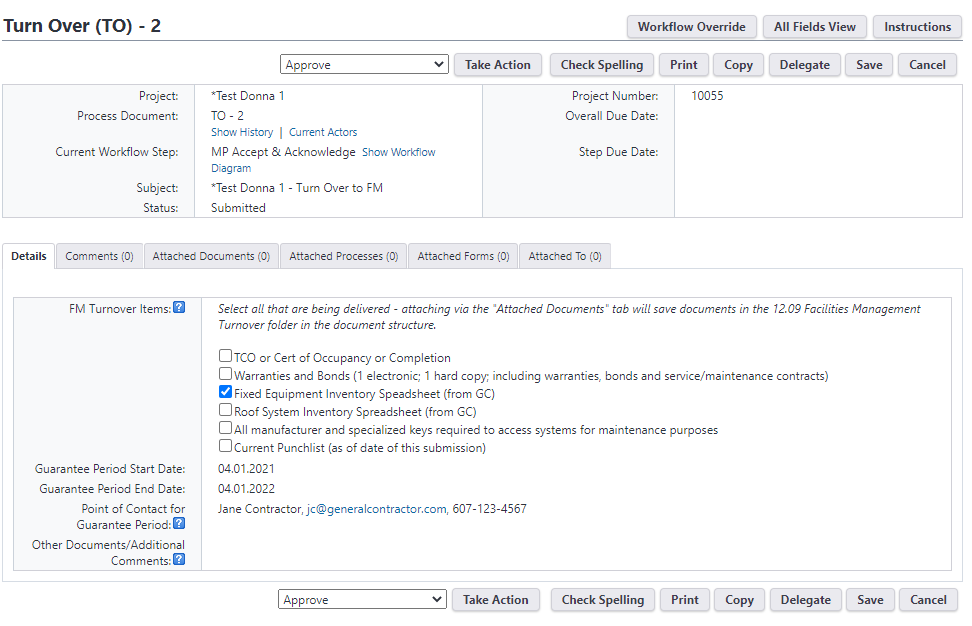 Turn Over (TO) - 2
Workflow Override
All Fields View
Instructions
Approve
Take Action
Check Spelling
Print
Copy
Delegate
Save
Cancel
Project: *Test Donna 1
Project Number: 10055
Process Document: TO - 2
Overall Due Date:
Show History | Current Actors
Current Workflow Step: MP Accept & Acknowledge Show Workflow
Step Due Date:
Diagram
Subject: *Test Donna 1 - Turn Over to FM
Status: Submitted
Details
Comments (0)
Attached Documents (0)
Attached Processes (0)
Attached Forms (0)
Attached To (0)
FM Turnover Items: ? Select all that are being delivered - attaching via the "Attached Documents" tab will save documents in the 12.09 Facilities Management
Turnover folder in the document structure.
TCO or Cert of Occupancy or Completion
Warranties and Bonds (1 electronic; 1 hard copy; including warranties, bonds and service/maintenance contracts)
Fixed Equipment Inventory Speadsheet (from GC)
Roof System Inventory Spreadsheet (from GC)
All manufacturer and specialized keys required to access systems for maintenance purposes
Current Punchlist (as of date of this submission)
Guarantee Period Start Date: 04.01.2021
Guarantee Period End Date: 04.01.2022
Point of Contact for Jane Contractor, jc@generalcontractor.com, 607-123-4567
Guarantee Period: ?
Other Documents/Additional
Comments: ?
Approve
Take Action
Check Spelling
Print
Copy
Delegate
Save
Cancel